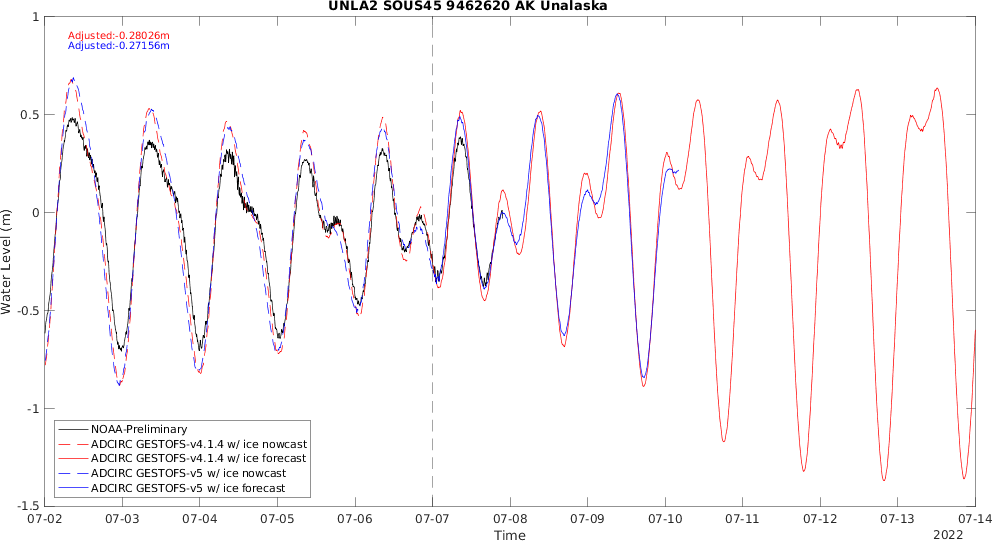 UNLA2 SOUS45 9462620 AK Unalaska
Adjusted:-0.28026m
Adjusted:-0.27156m
Water Level (m)
1
0.5
0
-0.5
-1
-1.5
NOAA-Preliminary
ADCIRC GESTOFS-v4.1.4 w/ ice nowcast
ADCIRC GESTOFS-v4.1.4 w/ ice forecast
ADCIRC GESTOFS-v5 w/ ice nowcast
ADCIRC GESTOFS-v5 w/ ice forecast
07-02 07-03 07-04 07-05 07-06 07-07 07-08 07-09 07-10 07-11 07-12 07-13 07-14
Time
2022